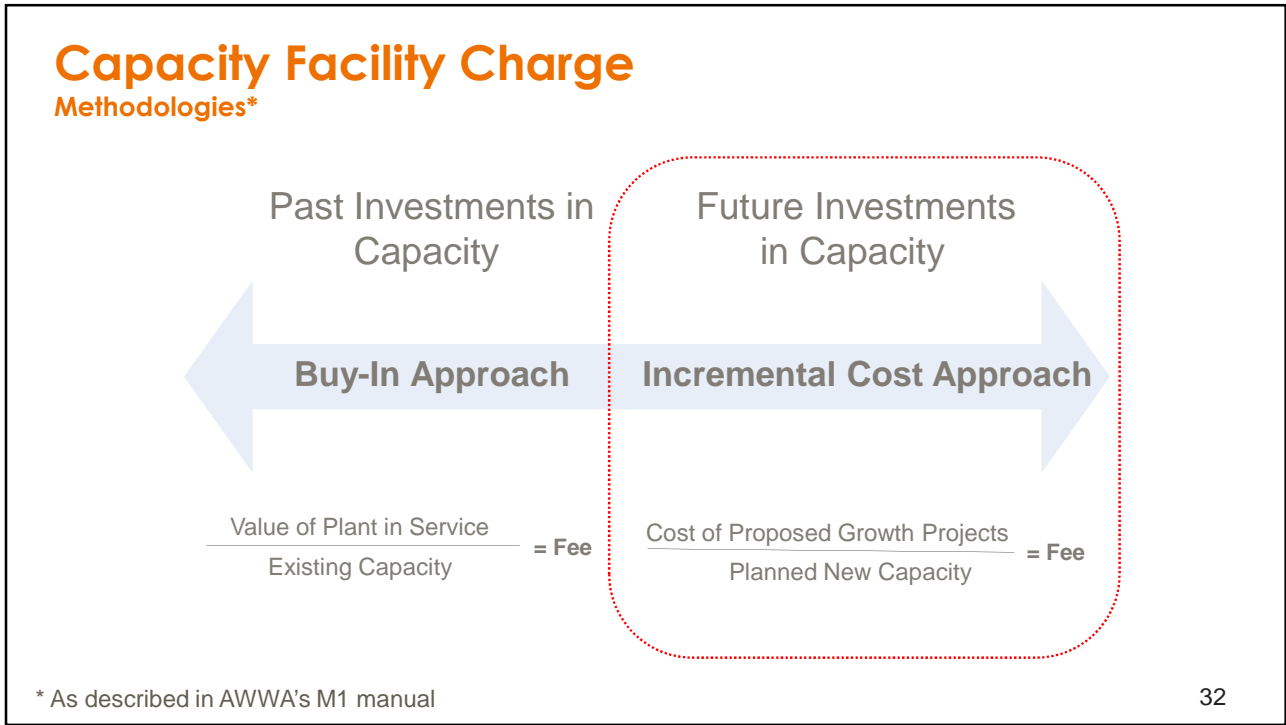 Capacity Facility Charge
Methodologies*
Past Investments in
Capacity
Future Investments
in Capacity
Buy-In Approach
Incremental Cost Approach
Value of Plant in Service
Existing Capacity
= Fee
Cost of Proposed Growth Projects
Planned New Capacity
= Fee
* As described in AWWA's M1 manual
32